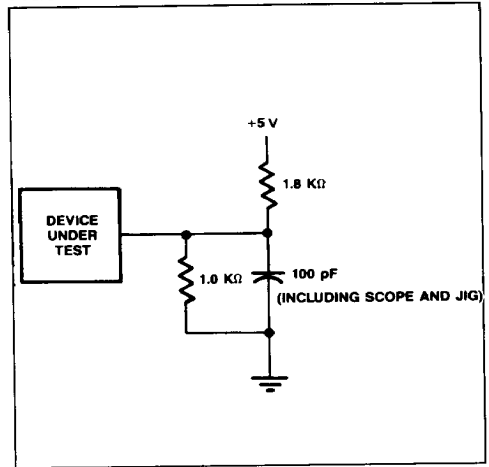 +5 V
1.8 KΩ
DEVICE
UNDER
TEST
1.0 KΩ
100 pF
(INCLUDING SCOPE AND JIG)